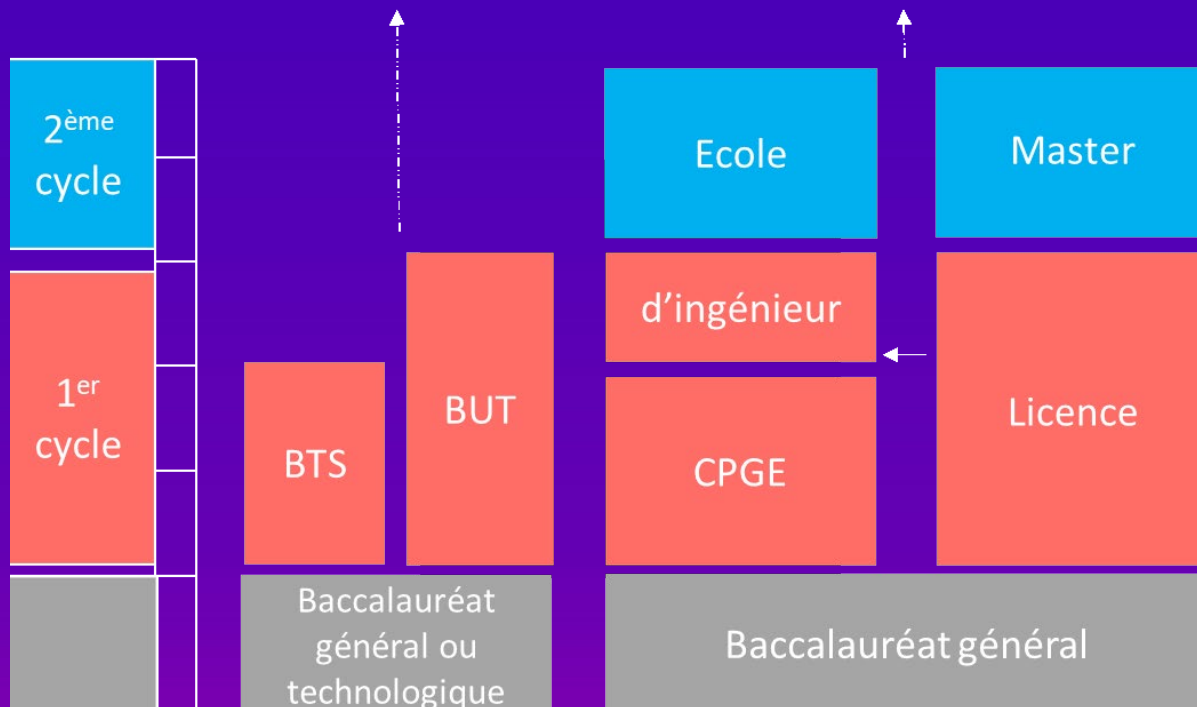 2ème
cycle
Ecole
Master
d'ingénieur
1er
cycle
BTS
BUT
CPGE
Licence
Baccalauréat
général ou
technologique
Baccalauréat général